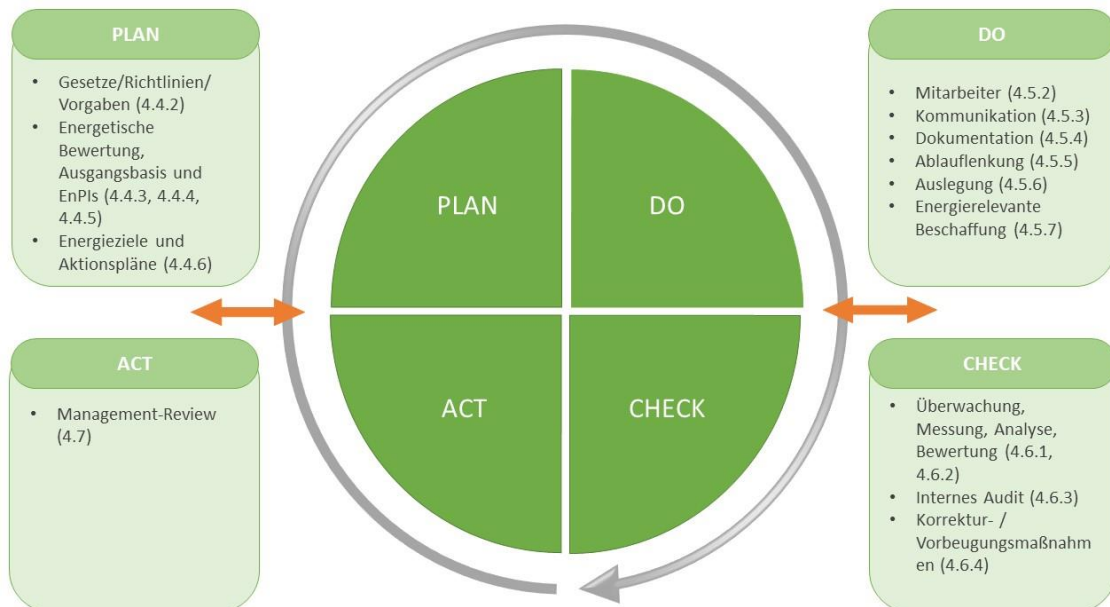 PLAN
• Gesetze/Richtlinien/
Vorgaben (4.4.2)
• Energetische
Bewertung,
Ausgangsbasis und
EnPIs (4.4.3, 4.4.4,
4.4.5)
• Energieziele und
Aktionspläne (4.4.6)
DO
• Mitarbeiter (4.5.2)
• Kommunikation (4.5.3)
• Dokumentation (4.5.4)
• Ablauflenkung (4.5.5)
• Auslegung (4.5.6)
• Energierelevante
Beschaffung (4.5.7)
PLAN
DO
ACT
CHECK
ACT
• Management-Review
(4.7)
CHECK
• Überwachung,
Messung, Analyse,
Bewertung (4.6.1,
4.6.2)
• Internes Audit (4.6.3)
• Korrektur- /
Vorbeugungsmaßnahm
en (4.6.4)